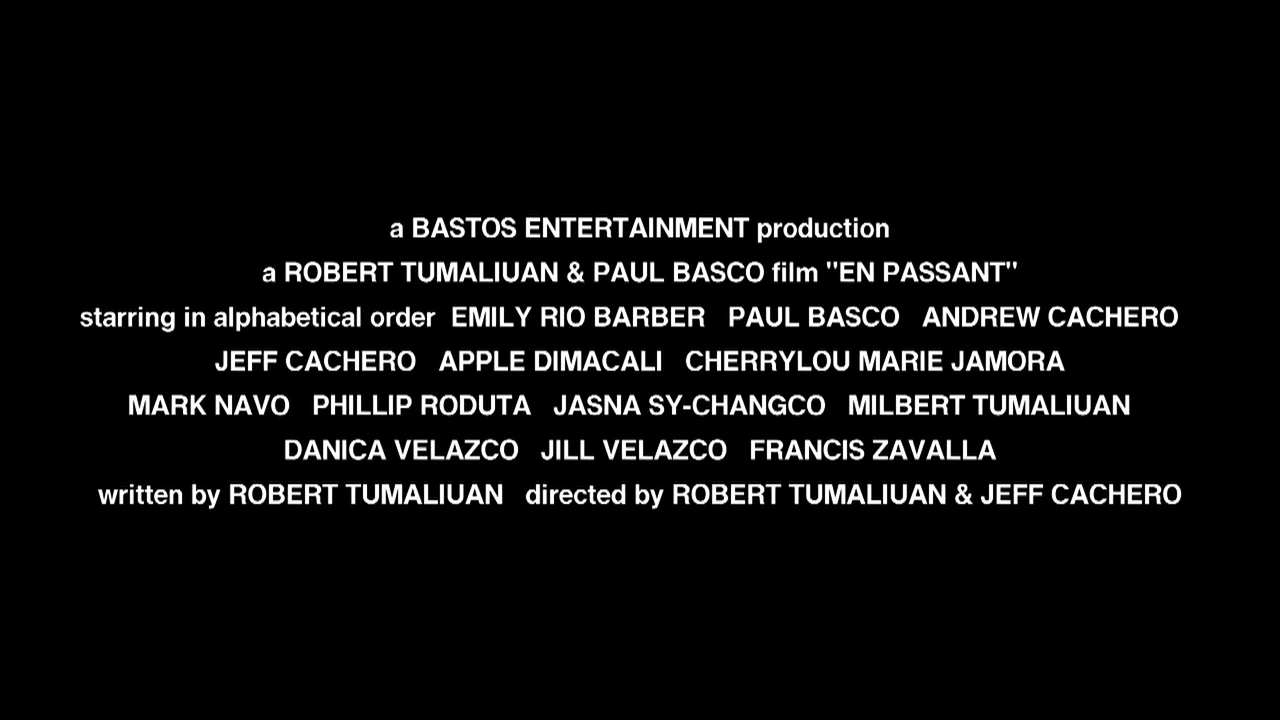 a BASTOS ENTERTAINMENT production
a ROBERT TUMALIUAN & PAUL BASCO film "EN PASSANT"
starring in alphabetical order EMILY RIO BARBER PAUL BASCO ANDREW CACHERO
JEFF CACHERO APPLE DIMACALI CHERRYLOU MARIE JAMORA
MARK NAVO PHILLIP RODUTA JASNA SY-CHANGCO MILBERT TUMALIUAN
DANICA VELAZCO JILL VELAZCO FRANCIS ZAVALLA
written by ROBERT TUMALIUAN directed by ROBERT TUMALIUAN & JEFF CACHERO